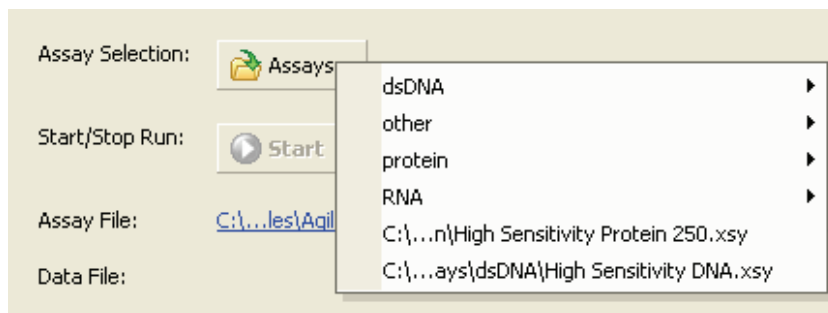 Assay Selection:
Assays
dsDNA
other
Start/Stop Run:
Start
protein
RNA
Assay File:
C:\...les\Agil
C:\...n\High Sensitivity Protein 250.xsy
C:\...ays\dsDNA\High Sensitivity DNA.xsy
Data File: